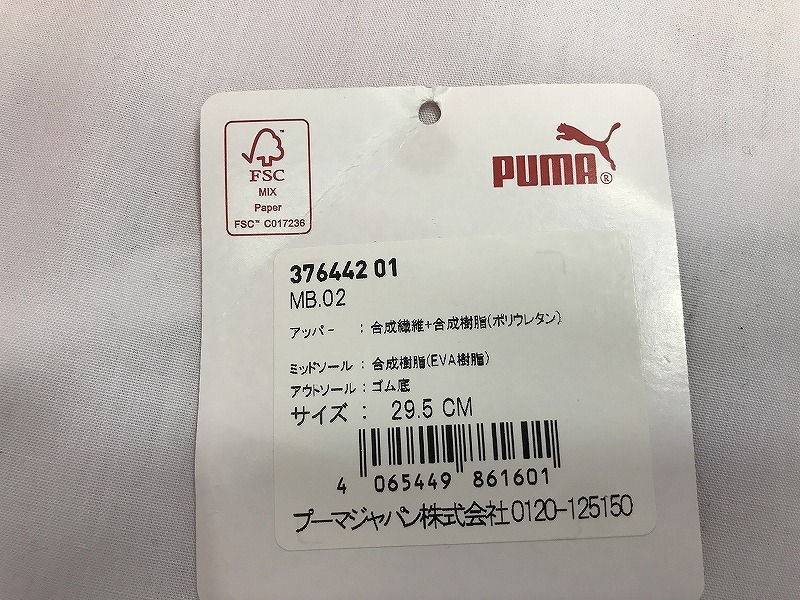 FSC™
MIX
Paper
FSC™ C017236
PUMA®
376442 01
MB.02
アッパー : 合成繊維+合成樹脂(ポリウレタン)
ミッドソール : 合成樹脂(EVA樹脂)
アウトソール : ゴム底
サイズ : 29.5 CM
4 065449 861601
プーマジャパン株式会社0120-125150